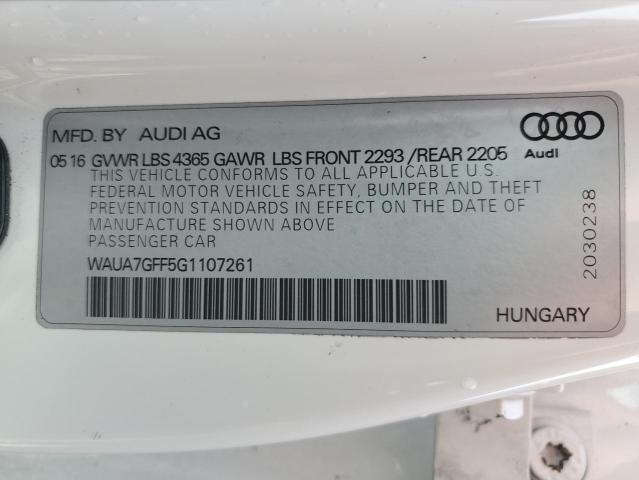 MFD. BY AUDI AG
05 16 GVWR LBS 4365 GAWR LBS FRONT 2293 /REAR 2205
THIS VEHICLE CONFORMS TO ALL APPLICABLE U.S.
FEDERAL MOTOR VEHICLE SAFETY, BUMPER AND THEFT
PREVENTION STANDARDS IN EFFECT ON THE DATE OF
MANUFACTURE SHOWN ABOVE
PASSENGER CAR
WAUA7GFF5G1107261
HUNGARY
Audi
2030238